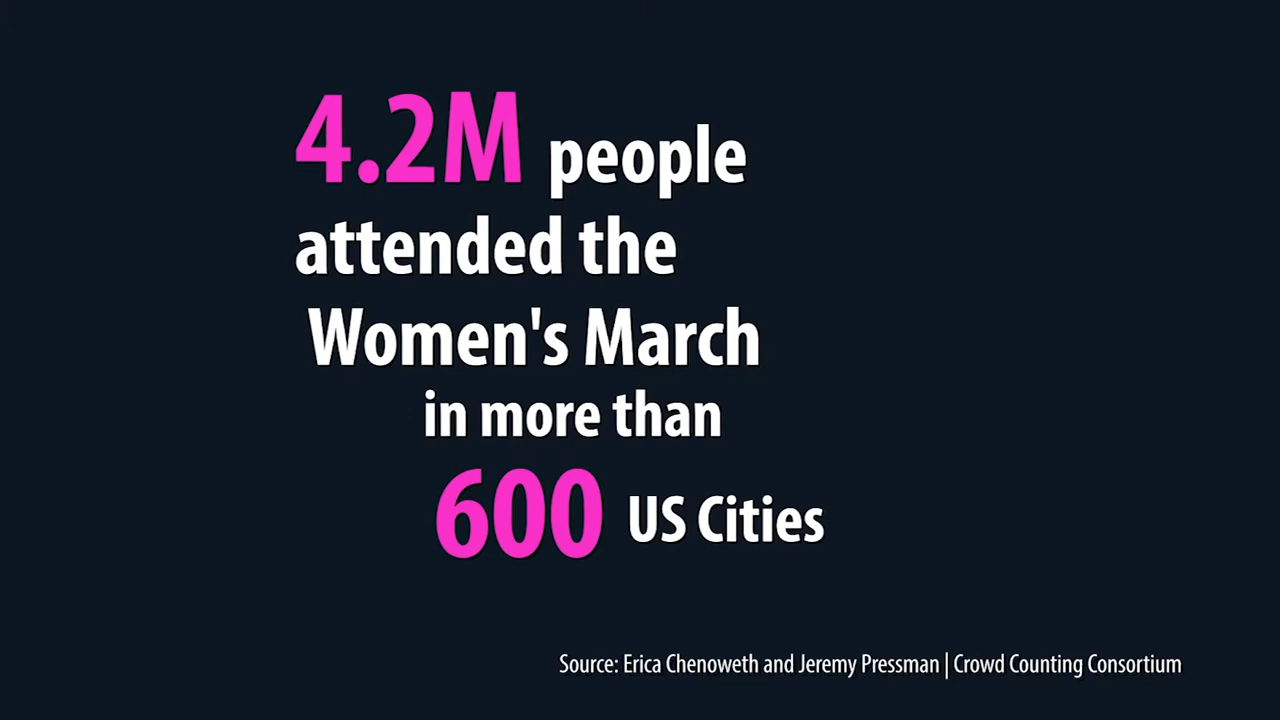 4.2M people
attended the
Women's March
in more than
600 US Cities
Source: Erica Chenoweth and Jeremy Pressman | Crowd Counting Consortium